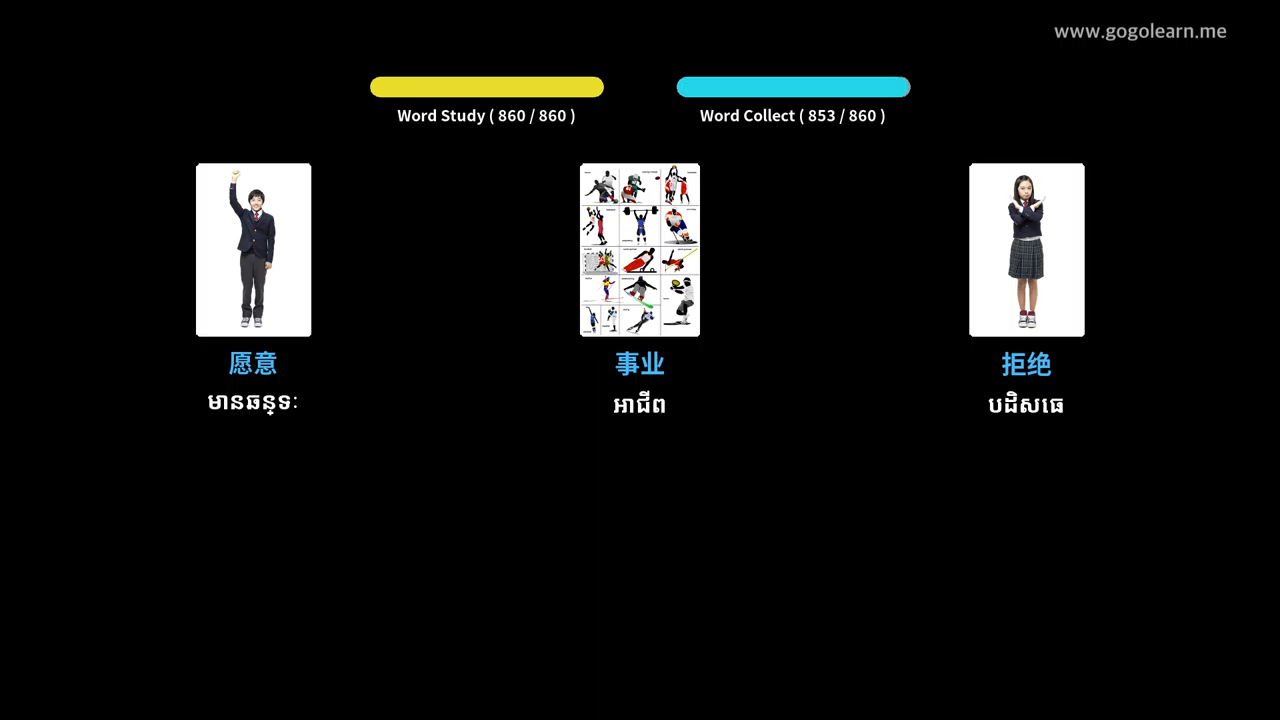 www.gogolearn.me
Word Study ( 860 / 860 )
Word Collect ( 853 / 860 )
愿意
事业
拒绝
មានឆន្ទៈ
អាជីព
បដិសធេ